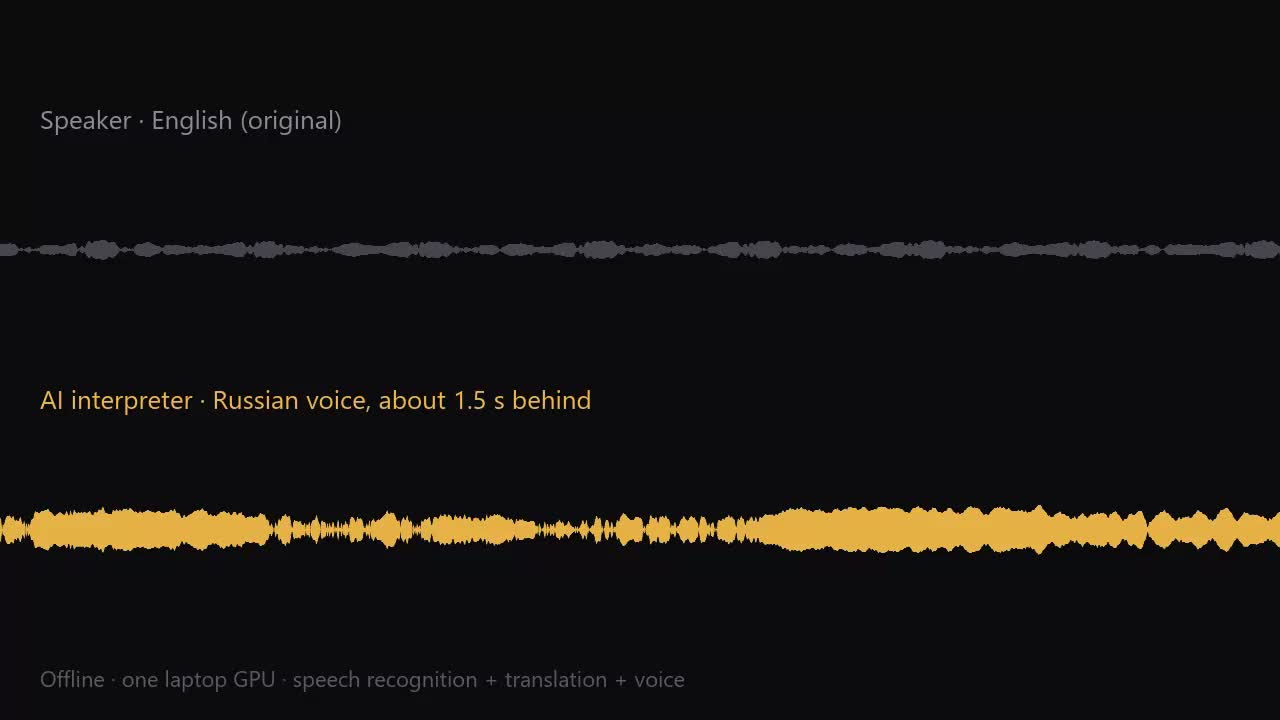 Speaker · English (original)
AI interpreter · Russian voice, about 1.5 s behind
Offline · one laptop GPU · speech recognition + translation + voice